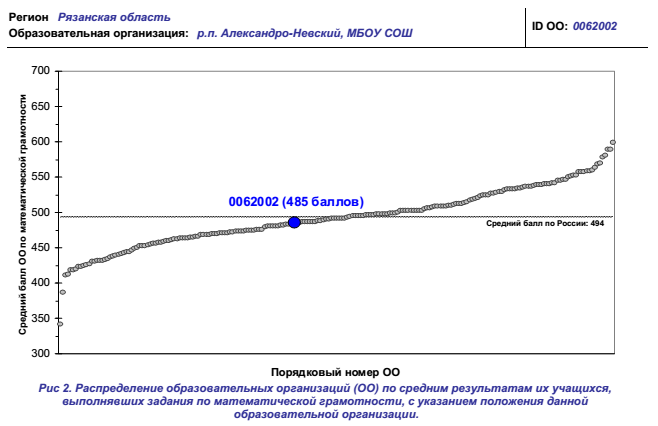 Регион Рязанская область
Образовательная организация: р.п. Александро-Невский, МБОУ СОШ
ID ОО: 0062002
700
650
600
550
500
450
400
350
300
Средний балл ОО по математической грамотности
0062002 (485 баллов)
Средний балл по России: 494
Порядковый номер ОО
Рис 2. Распределение образовательных организаций (ОО) по средним результатам их учащихся,
выполнявших задания по математической грамотности, с указанием положения данной
образовательной организации.